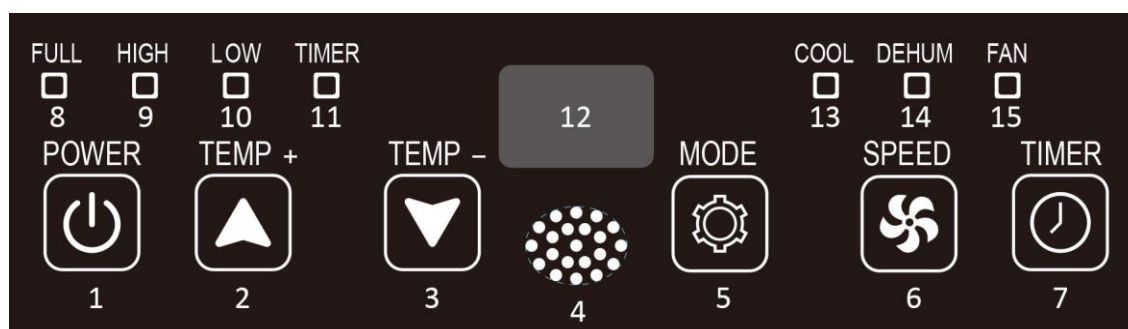 FULL HIGH LOW TIMER COOL DEHUM FAN
8 9 10 11 12 13 14 15
POWER TEMP + TEMP – MODE SPEED TIMER
1 2 3 4 5 6 7